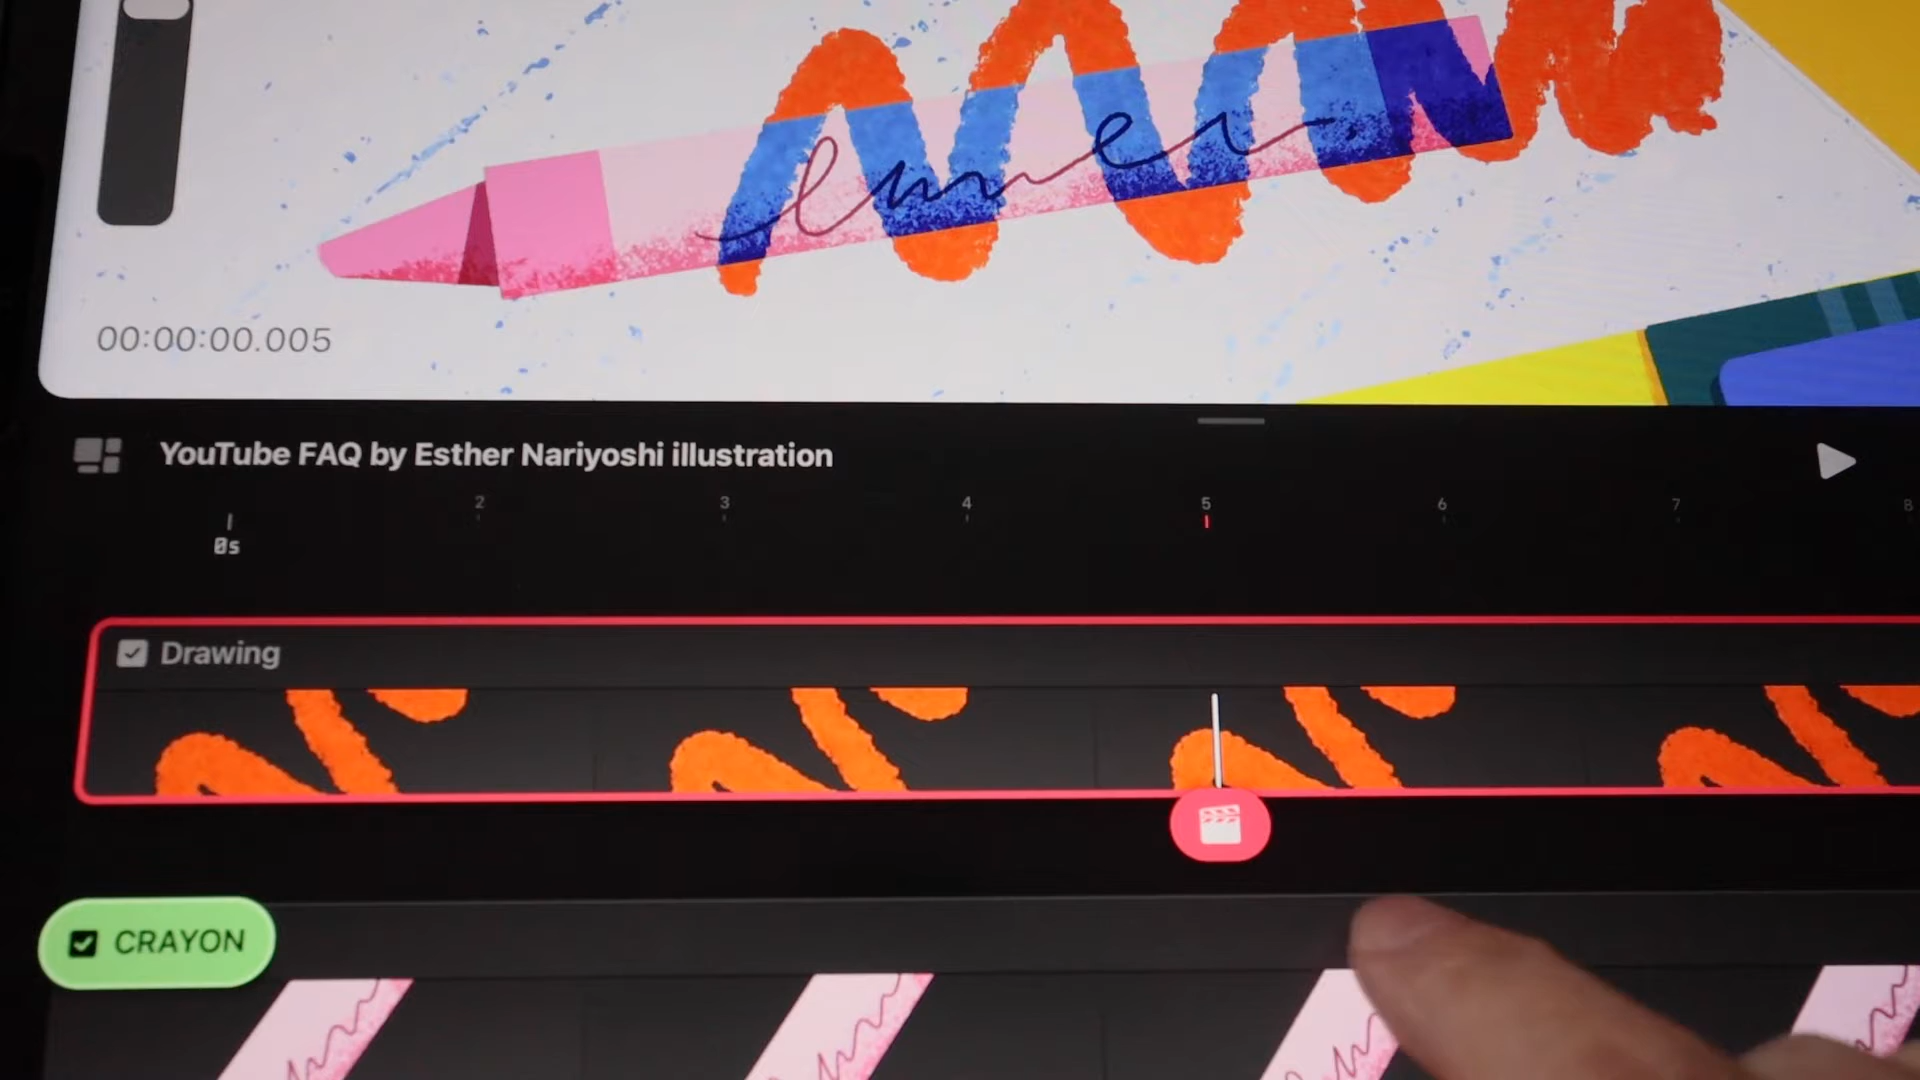 00:00:00.005
YouTube FAQ by Esther Nariyoshi illustration
2 3 4 5 6 7 8
0s
Drawing
CRAYON